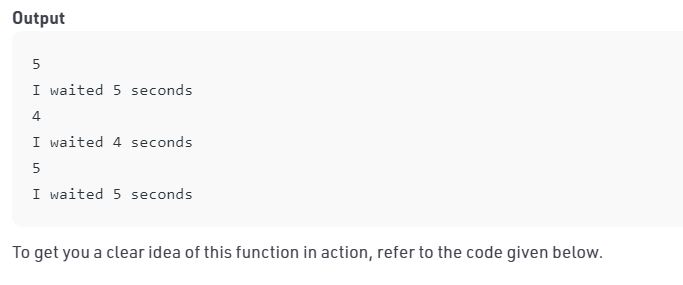 Output
5
I waited 5 seconds
4
I waited 4 seconds
5
I waited 5 seconds
To get you a clear idea of this function in action, refer to the code given below.